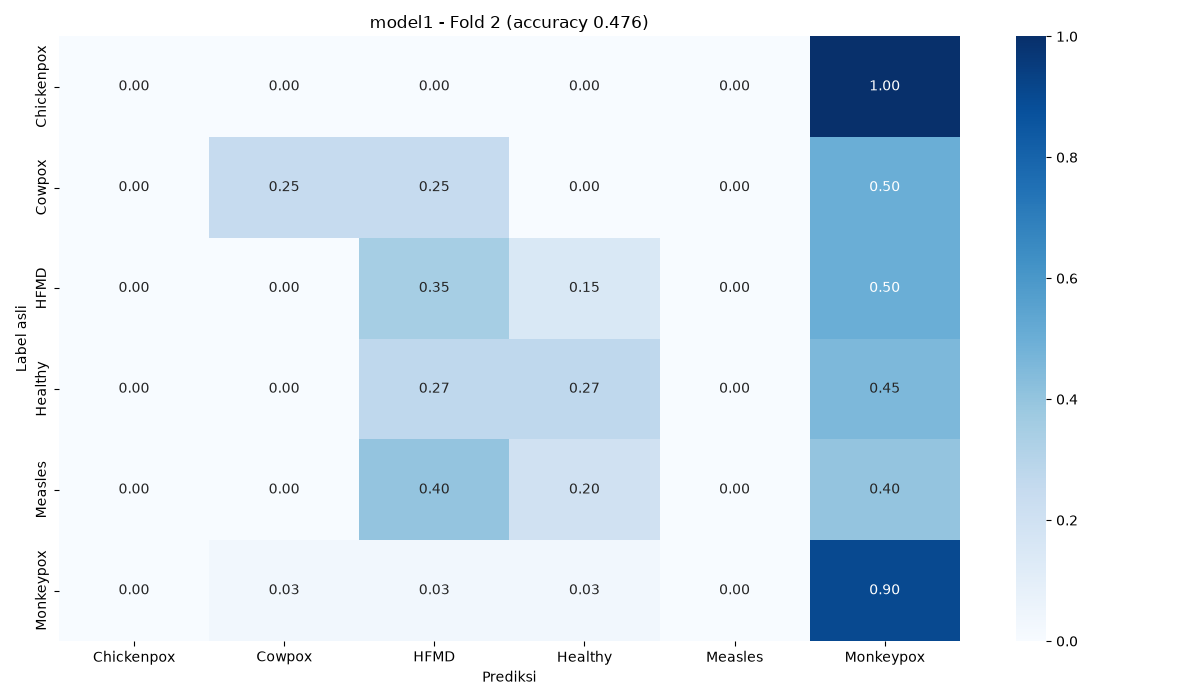 model1 - Fold 2 (accuracy 0.476)
Label asli
Chickenpox 0.00 0.00 0.00 0.00 0.00 1.00
Cowpox 0.00 0.25 0.25 0.00 0.00 0.50
HFMD 0.00 0.00 0.35 0.15 0.00 0.50
Healthy 0.00 0.00 0.27 0.27 0.00 0.45
Measles 0.00 0.00 0.40 0.20 0.00 0.40
Monkeypox 0.00 0.03 0.03 0.03 0.00 0.90
Chickenpox Cowpox HFMD Healthy Measles Monkeypox
Prediksi
1.0
0.8
0.6
0.4
0.2
0.0